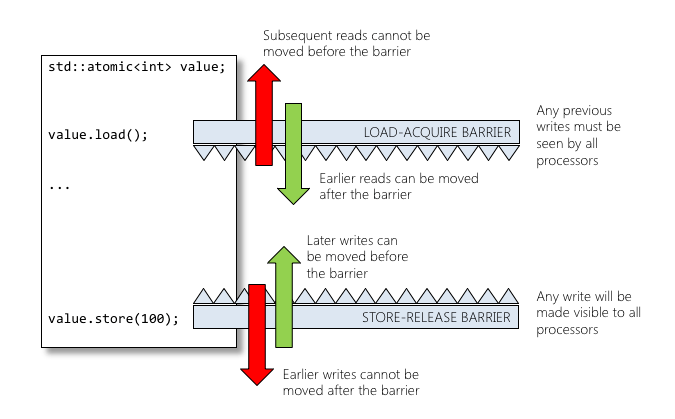 Subsequent reads cannot be
moved before the barrier
std::atomic<int> value;
value.load();
LOAD-ACQUIRE BARRIER
Any previous
writes must be
seen by all
processors
...
Earlier reads can be moved
after the barrier
Later writes can
be moved before
the barrier
value.store(100);
STORE-RELEASE BARRIER
Any write will be
made visible to all
processors
Earlier writes cannot be
moved after the barrier